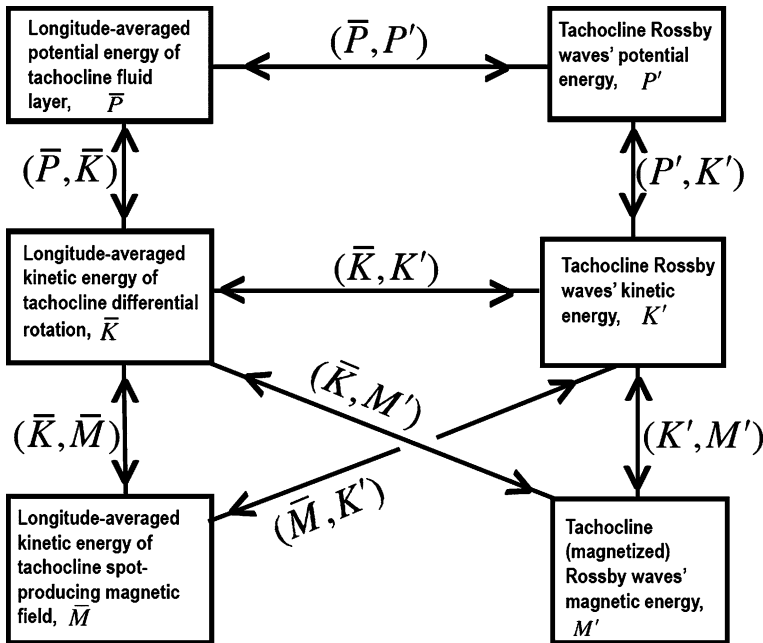 Longitude-averaged
potential energy of
tachocline fluid
layer, P̅
(P̅, P′)
Tachocline Rossby
waves’ potential
energy, P′
(P̅, K̅)
(P′, K′)
Longitude-averaged
kinetic energy of
tachocline differential
rotation, K̅
(K̅, K′)
Tachocline Rossby
waves’ kinetic
energy, K′
(K̅, M′)
(K̅, M̅)
(K′, M′)
(M̅, K′)
Longitude-averaged
kinetic energy of
tachocline spot-
producing magnetic
field, M̅
Tachocline
(magnetized)
Rossby waves’
magnetic energy,
M′